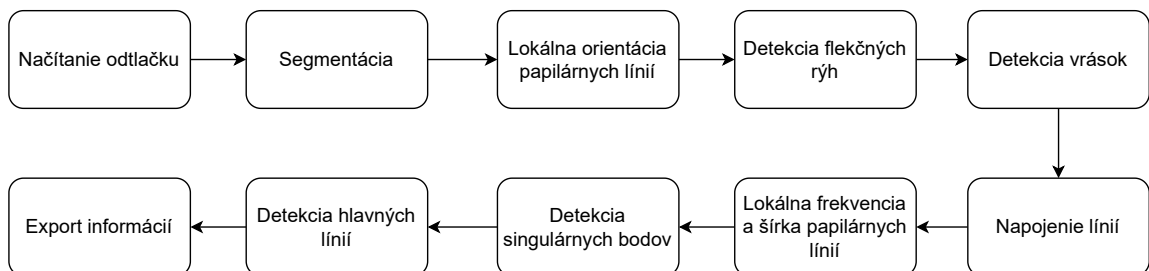 Načítanie odtlačku
Segmentácia
Lokálna orientácia
papilárnych línií
Detekcia flekčných
rýh
Detekcia vrások
Napojenie línií
Lokálna frekvencia
a šírka papilárnych
línií
Detekcia
singulárnych bodov
Detekcia hlavných
línií
Export informácií